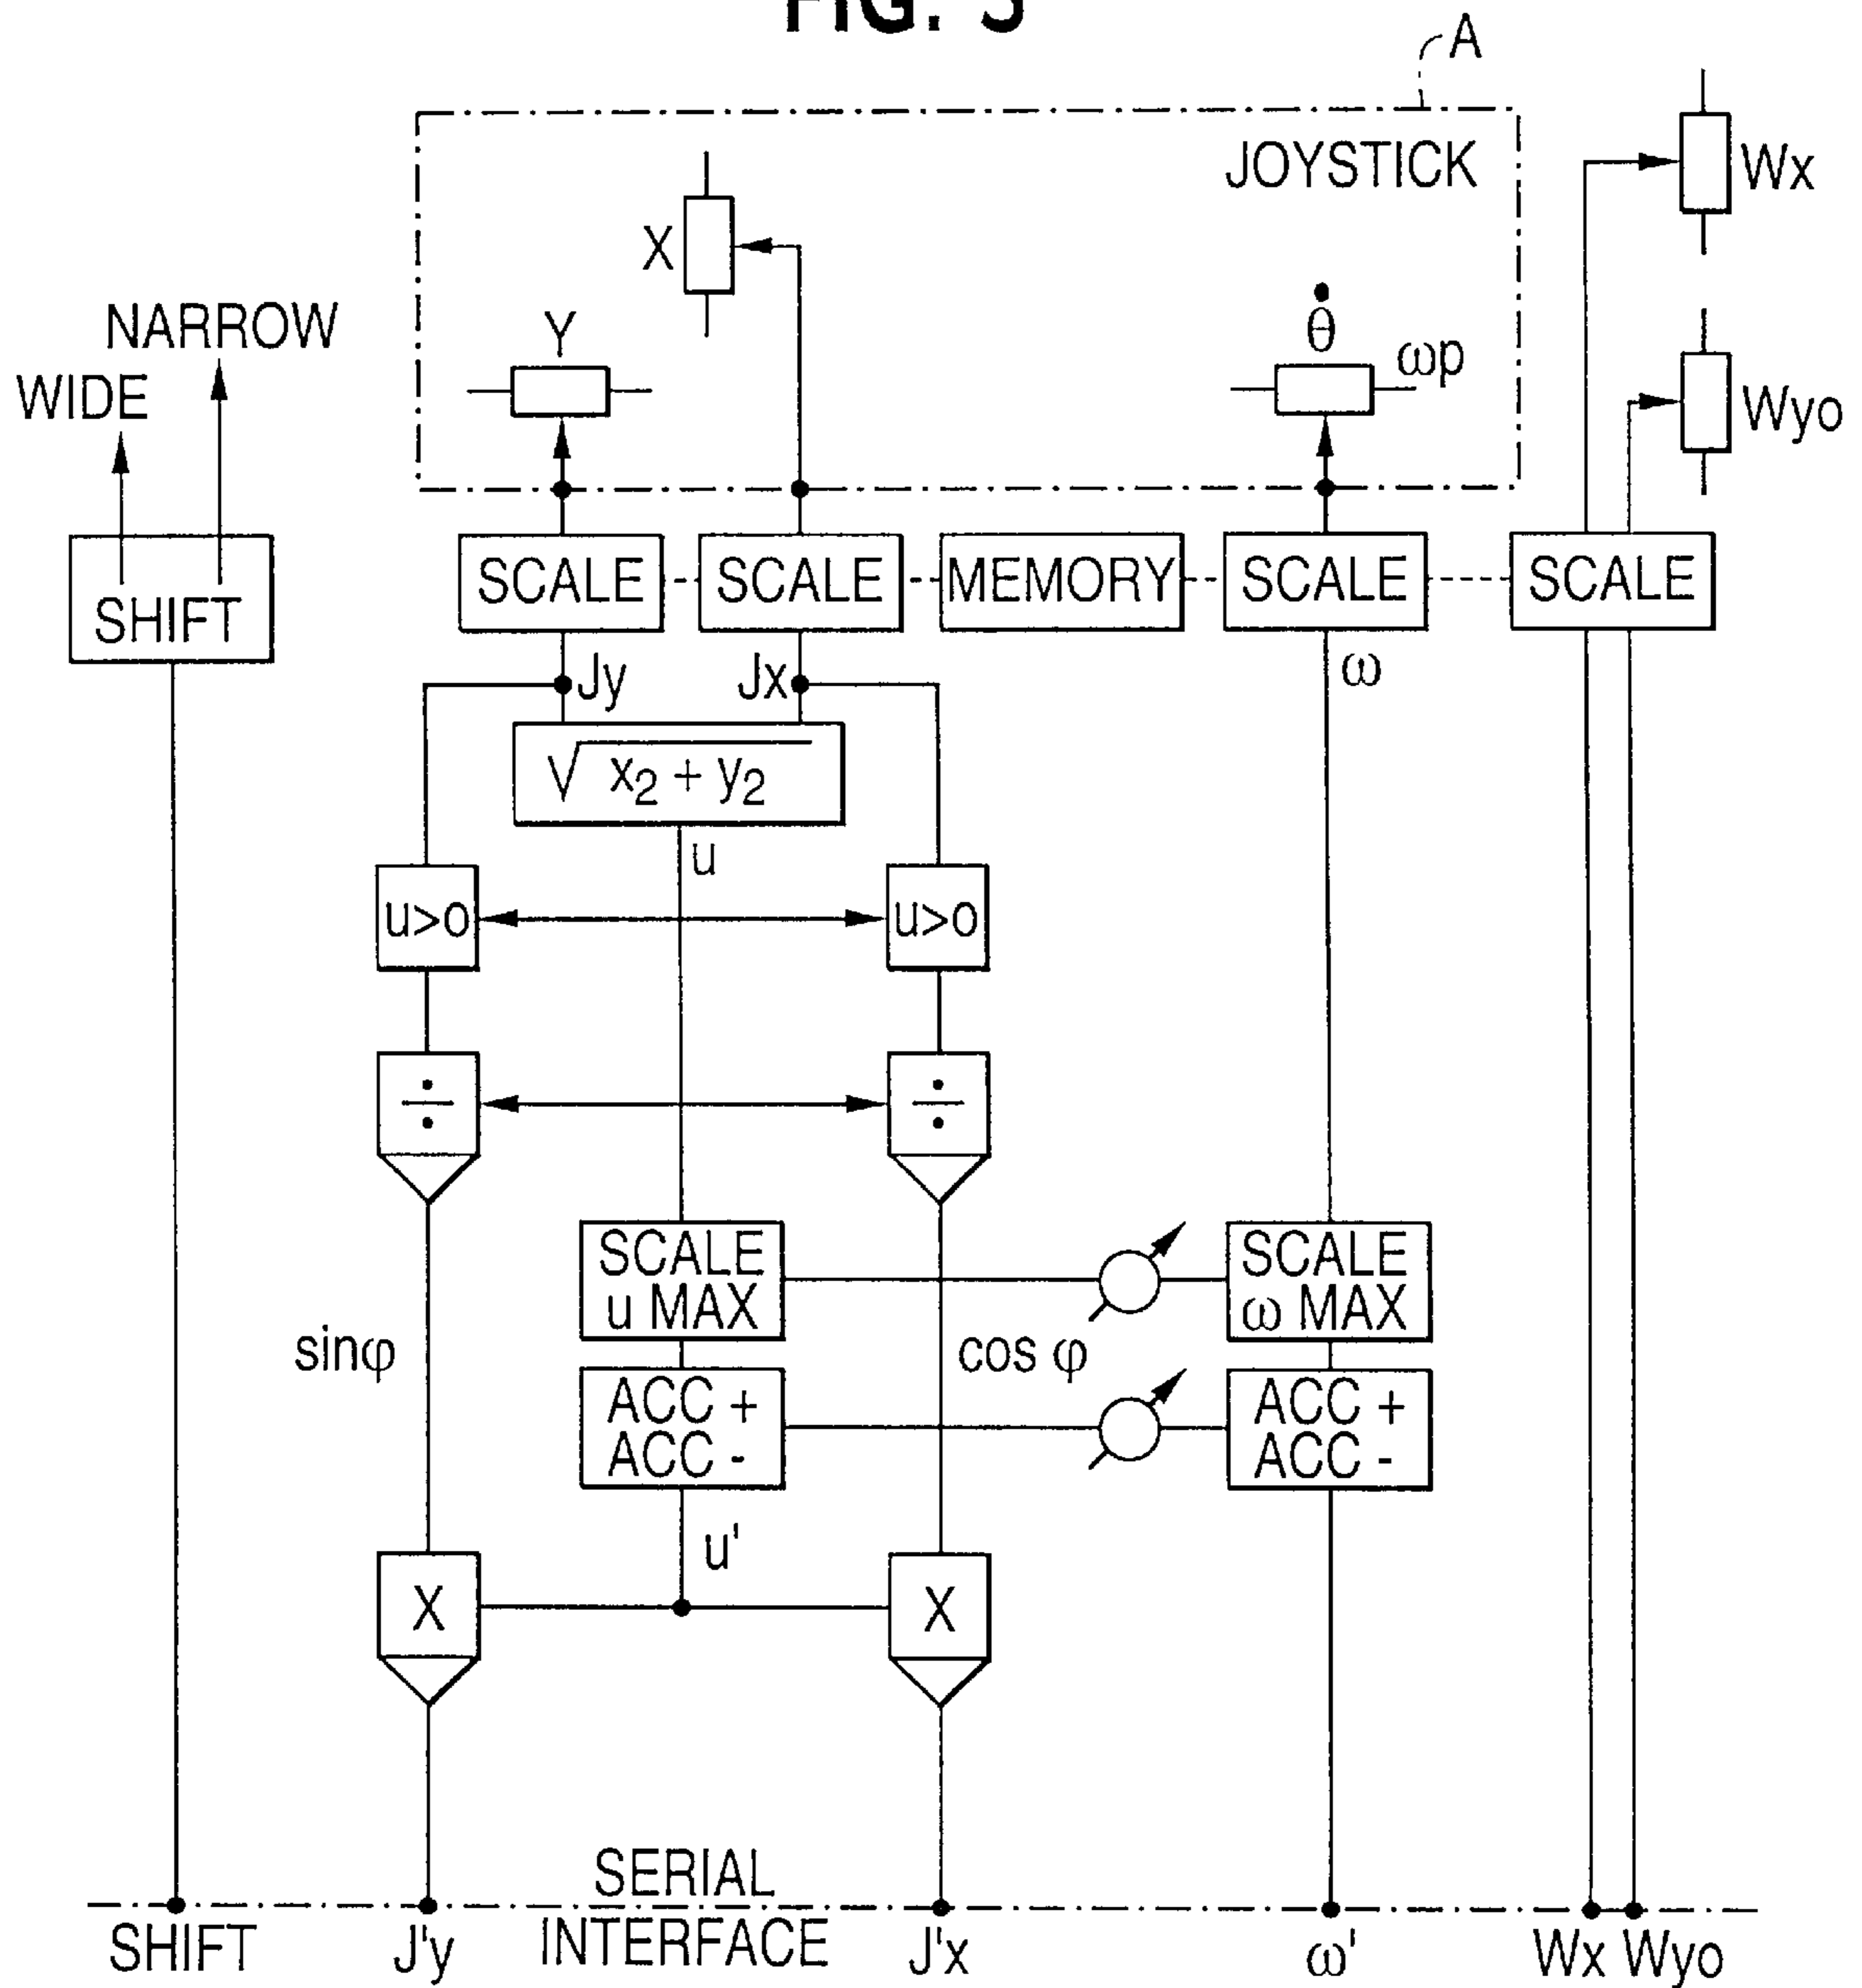 FIG. 5
A
JOYSTICK
Wx
X
NARROW
Y
θ̇
ωp
WIDE
Wyo
SHIFT
SCALE
SCALE
MEMORY
SCALE
SCALE
Jy
Jx
ω
√x2 + y2
u
u>o
u>o
÷
÷
SCALE
u MAX
SCALE
ω MAX
sinφ
cos φ
ACC +
ACC -
ACC +
ACC -
u'
X
X
SERIAL
INTERFACE
SHIFT
J'y
J'x
ω'
Wx
Wyo